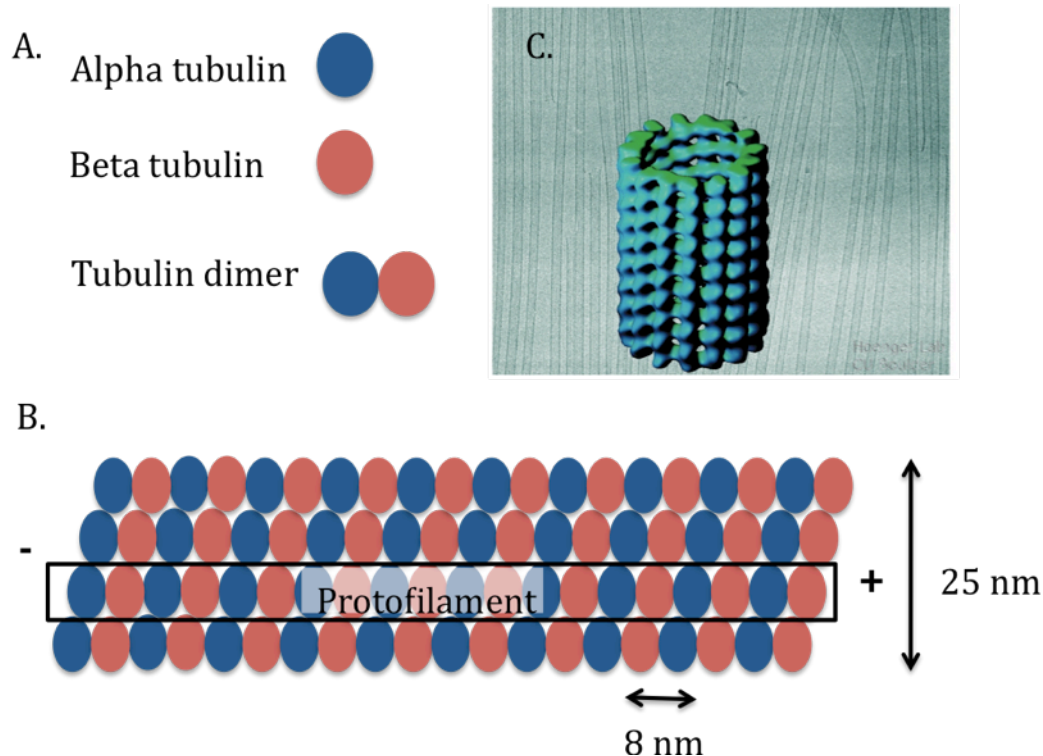 A.
Alpha tubulin
Beta tubulin
Tubulin dimer
C.
B.
-
Protofilament
+
25 nm
8 nm